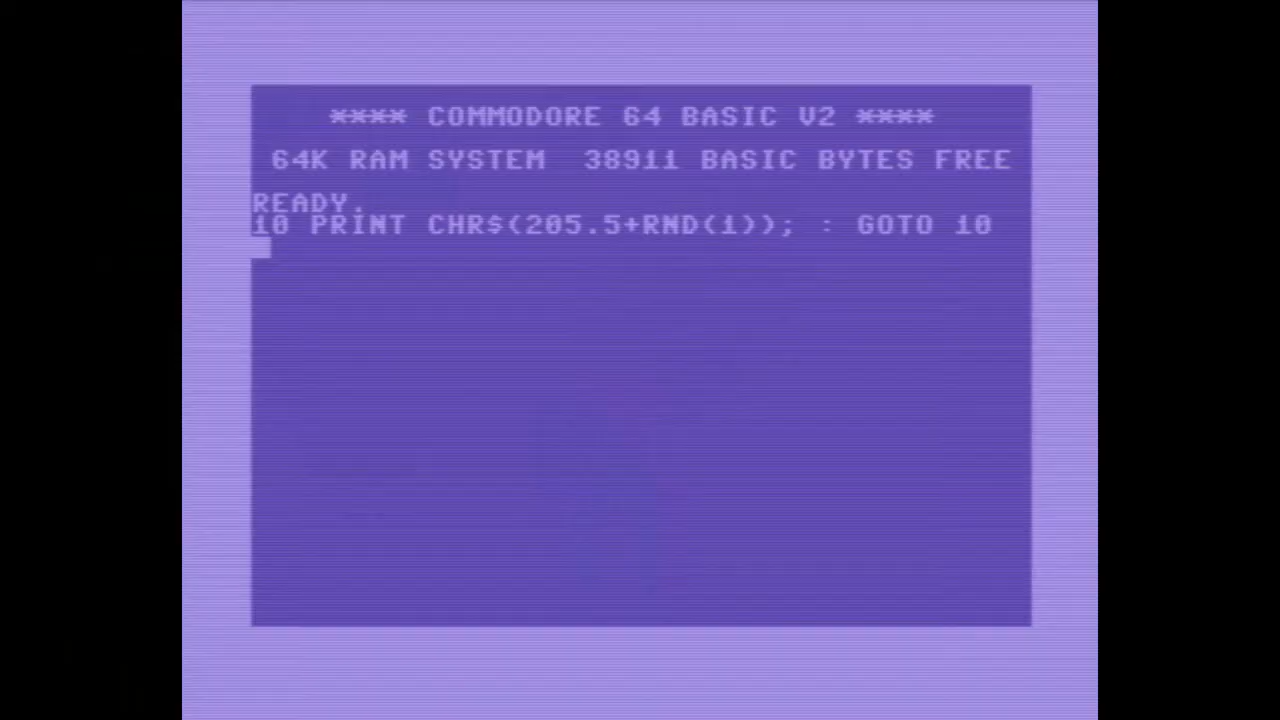 **** COMMODORE 64 BASIC V2 ****
64K RAM SYSTEM  38911 BASIC BYTES FREE
READY.
10 PRINT CHR$(205.5+RND(1)); : GOTO 10